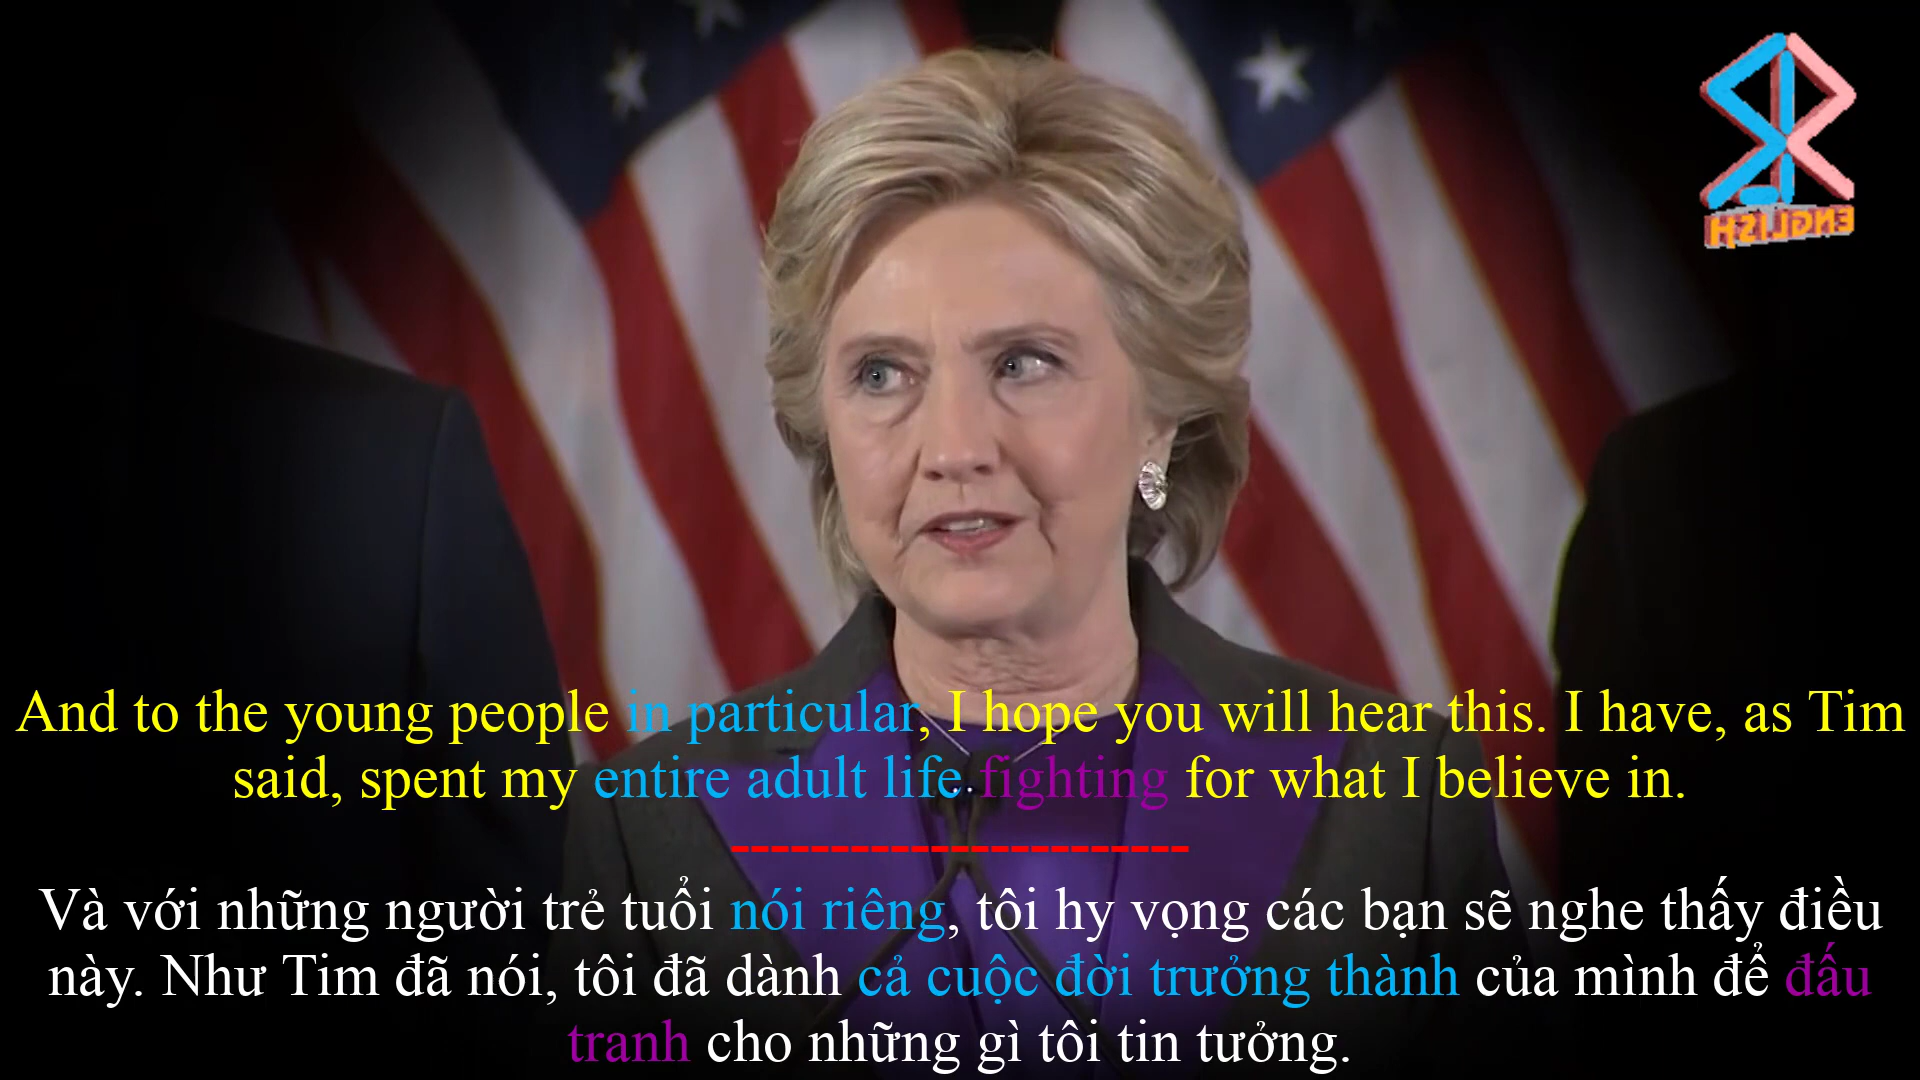 ENGLISH
And to the young people in particular, I hope you will hear this. I have, as Tim
said, spent my entire adult life fighting for what I believe in.
-----------------------
Và với những người trẻ tuổi nói riêng, tôi hy vọng các bạn sẽ nghe thấy điều
này. Như Tim đã nói, tôi đã dành cả cuộc đời trưởng thành của mình để đấu
tranh cho những gì tôi tin tưởng.